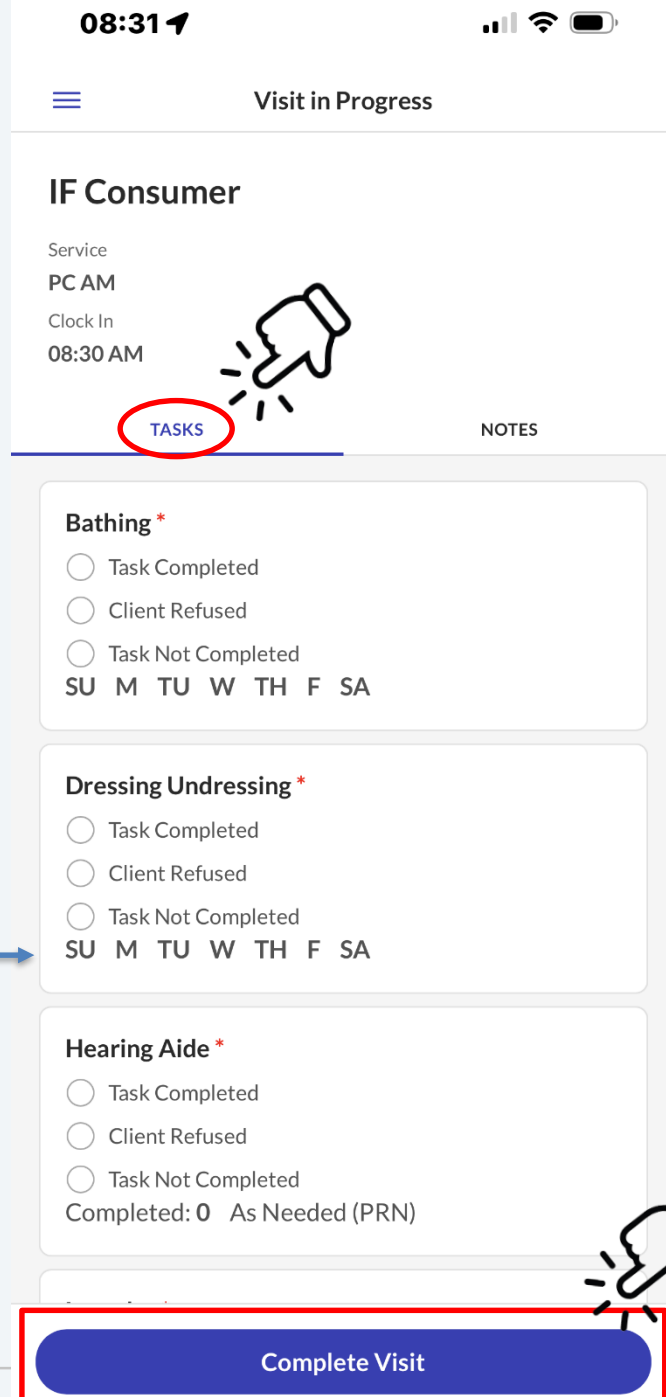 08:31
Visit in Progress
IF Consumer
Service
PC AM
Clock In
08:30 AM
TASKS NOTES
Bathing *
Task Completed
Client Refused
Task Not Completed
SU M TU W TH F SA
Dressing Undressing *
Task Completed
Client Refused
Task Not Completed
SU M TU W TH F SA
Hearing Aide *
Task Completed
Client Refused
Task Not Completed
Completed: 0 As Needed (PRN)
Complete Visit